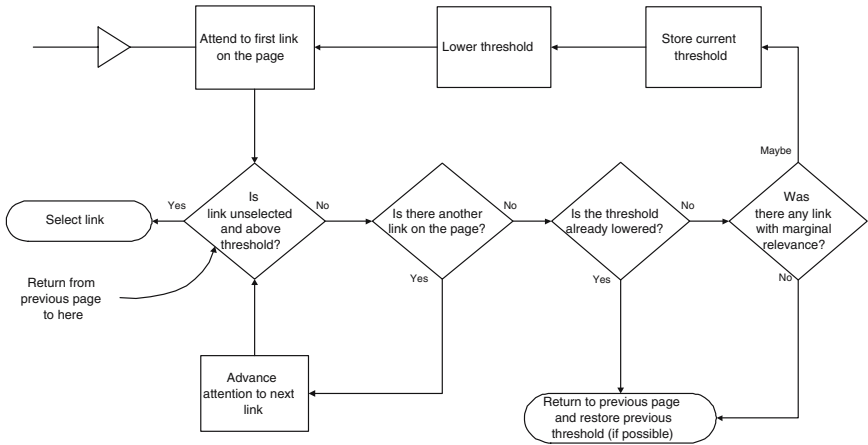 Attend to first link
on the page
Lower threshold
Store current
threshold
Maybe
Select link
Yes
Is
link unselected
and above
threshold?
No
Is there another
link on the page?
No
Is the threshold
already lowered?
No
Was
there any link
with marginal
relevance?
Return from
previous page
to here
Yes
Yes
No
Advance
attention to next
link
Return to previous page
and restore previous
threshold (if possible)